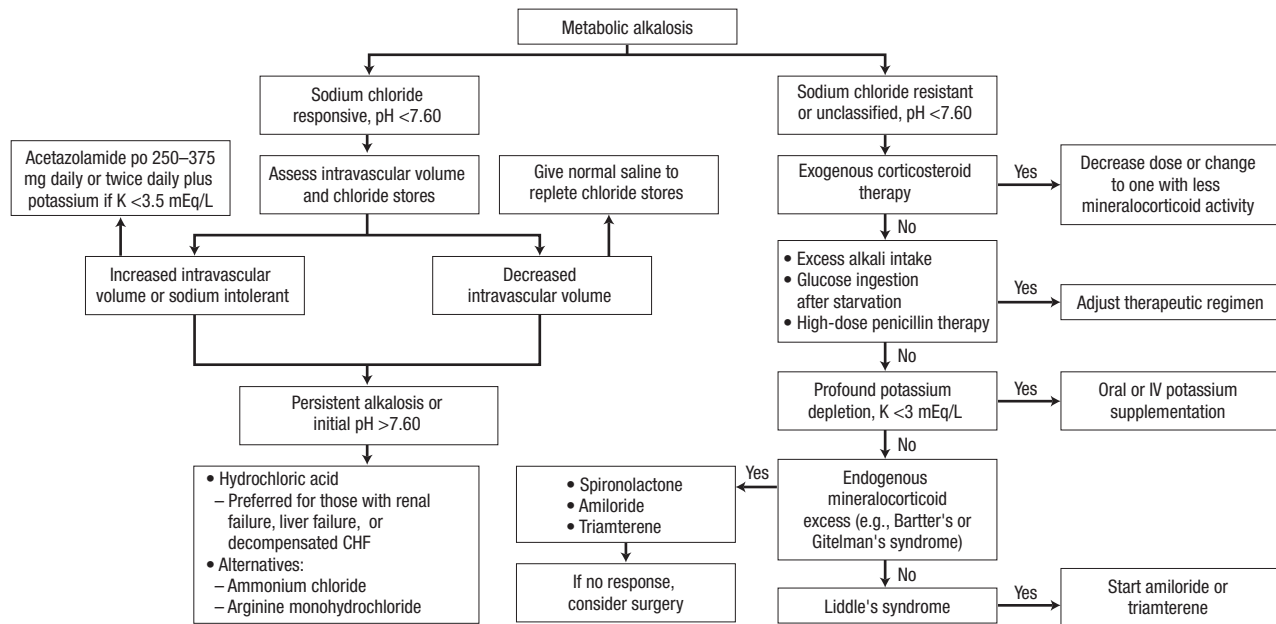 Metabolic alkalosis
Sodium chloride
responsive, pH <7.60
Sodium chloride resistant
or unclassified, pH <7.60
Acetazolamide po 250–375
mg daily or twice daily plus
potassium if K <3.5 mEq/L
Assess intravascular volume
and chloride stores
Give normal saline to
replete chloride stores
Exogenous corticosteroid
therapy
Yes
Decrease dose or change
to one with less
mineralocorticoid activity
No
Increased intravascular
volume or sodium intolerant
Decreased
intravascular volume
• Excess alkali intake
• Glucose ingestion
after starvation
• High-dose penicillin therapy
Yes
Adjust therapeutic regimen
No
Persistent alkalosis or
initial pH >7.60
Profound potassium
depletion, K <3 mEq/L
Yes
Oral or IV potassium
supplementation
No
• Hydrochloric acid
– Preferred for those with renal
failure, liver failure, or
decompensated CHF
• Alternatives:
– Ammonium chloride
– Arginine monohydrochloride
• Spironolactone
• Amiloride
• Triamterene
Yes
Endogenous
mineralocorticoid
excess (e.g., Bartter's or
Gitelman's syndrome)
If no response,
consider surgery
No
Liddle's syndrome
Yes
Start amiloride or
triamterene